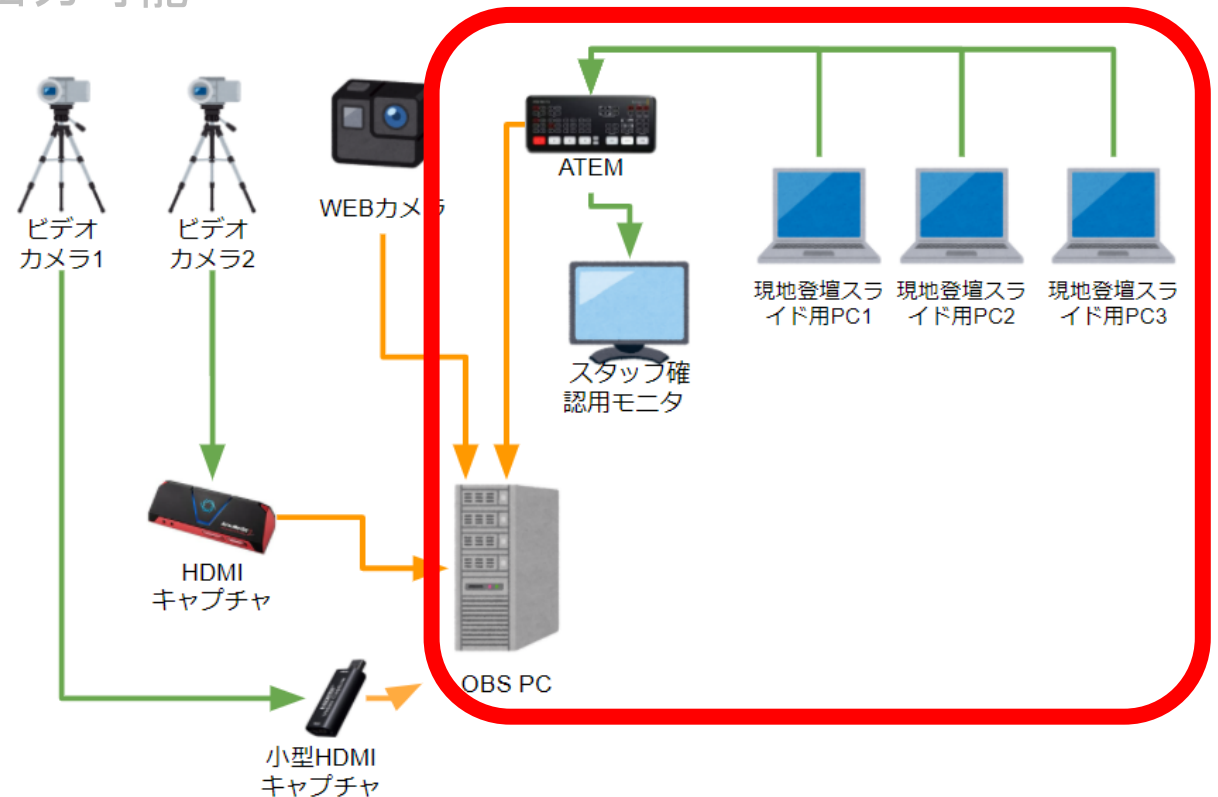 ビデオ
カメラ1
ビデオ
カメラ2
WEBカメラ
ATEM
スタッフ確
認用モニタ
現地登壇スラ
イド用PC1
現地登壇スラ
イド用PC2
現地登壇スラ
イド用PC3
HDMI
キャプチャ
OBS PC
小型HDMI
キャプチャ